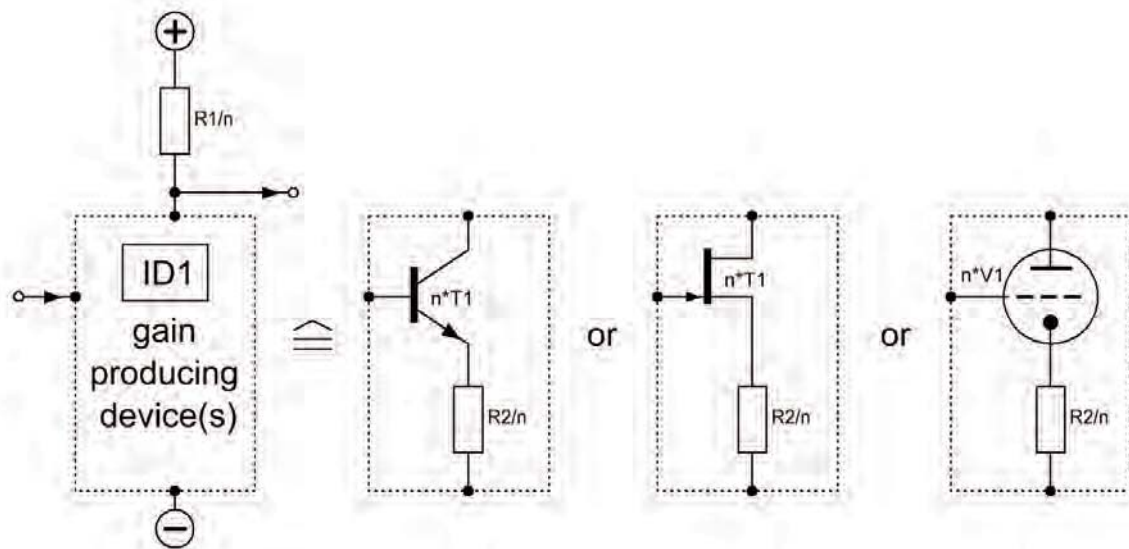 +
R1/n
ID1
gain
producing
device(s)
−
≙
n*T1
R2/n
or
n*T1
R2/n
or
n*V1
R2/n